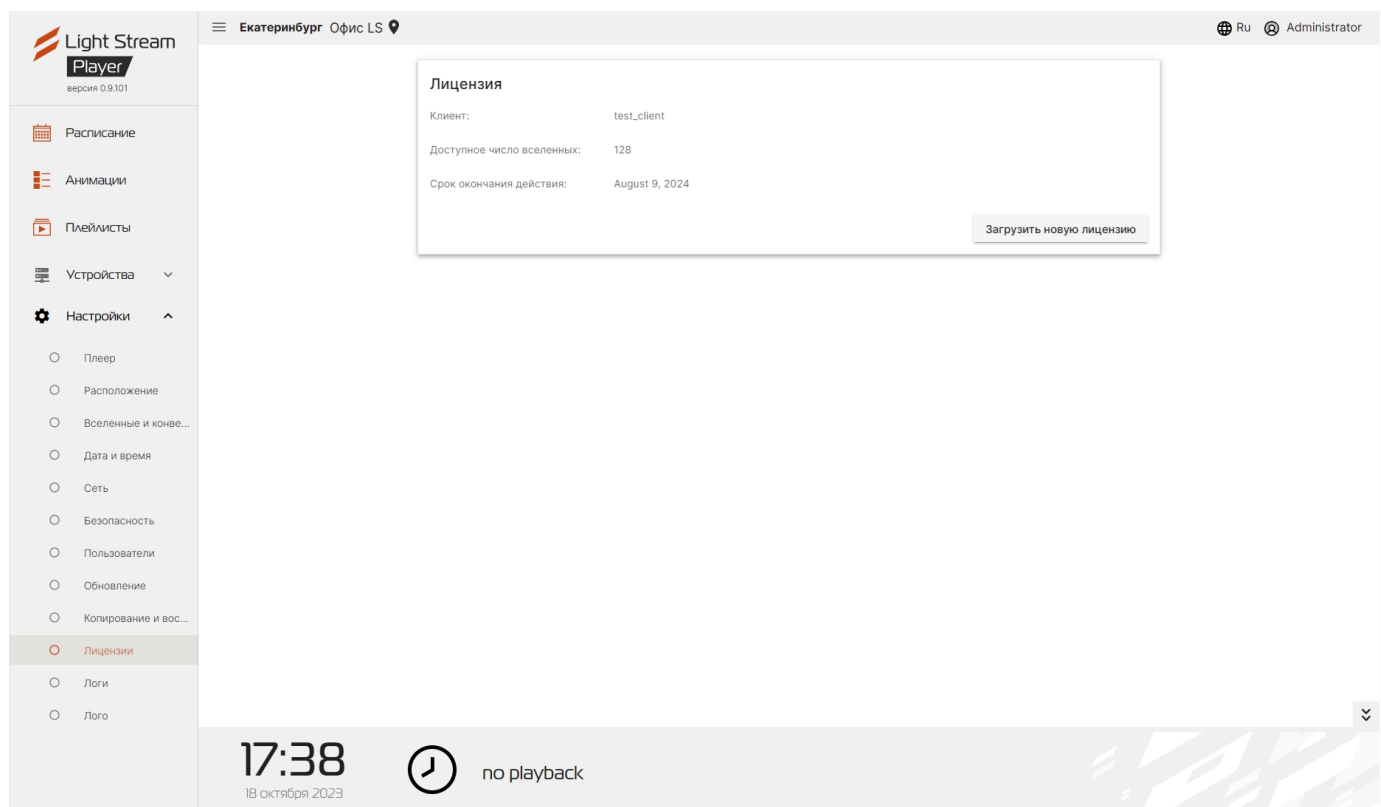 Light Stream
Player
версия 0.9.101
Екатеринбург Офис LS
Ru Administrator
Расписание
Анимации
Плейлисты
Устройства
Настройки
Плеер
Расположение
Вселенные и конве...
Дата и время
Сеть
Безопасность
Пользователи
Обновление
Копирование и вос...
Лицензии
Логи
Лого
Лицензия
Клиент: test_client
Доступное число вселенных: 128
Срок окончания действия: August 9, 2024
Загрузить новую лицензию
17:38
18 октября 2023
no playback